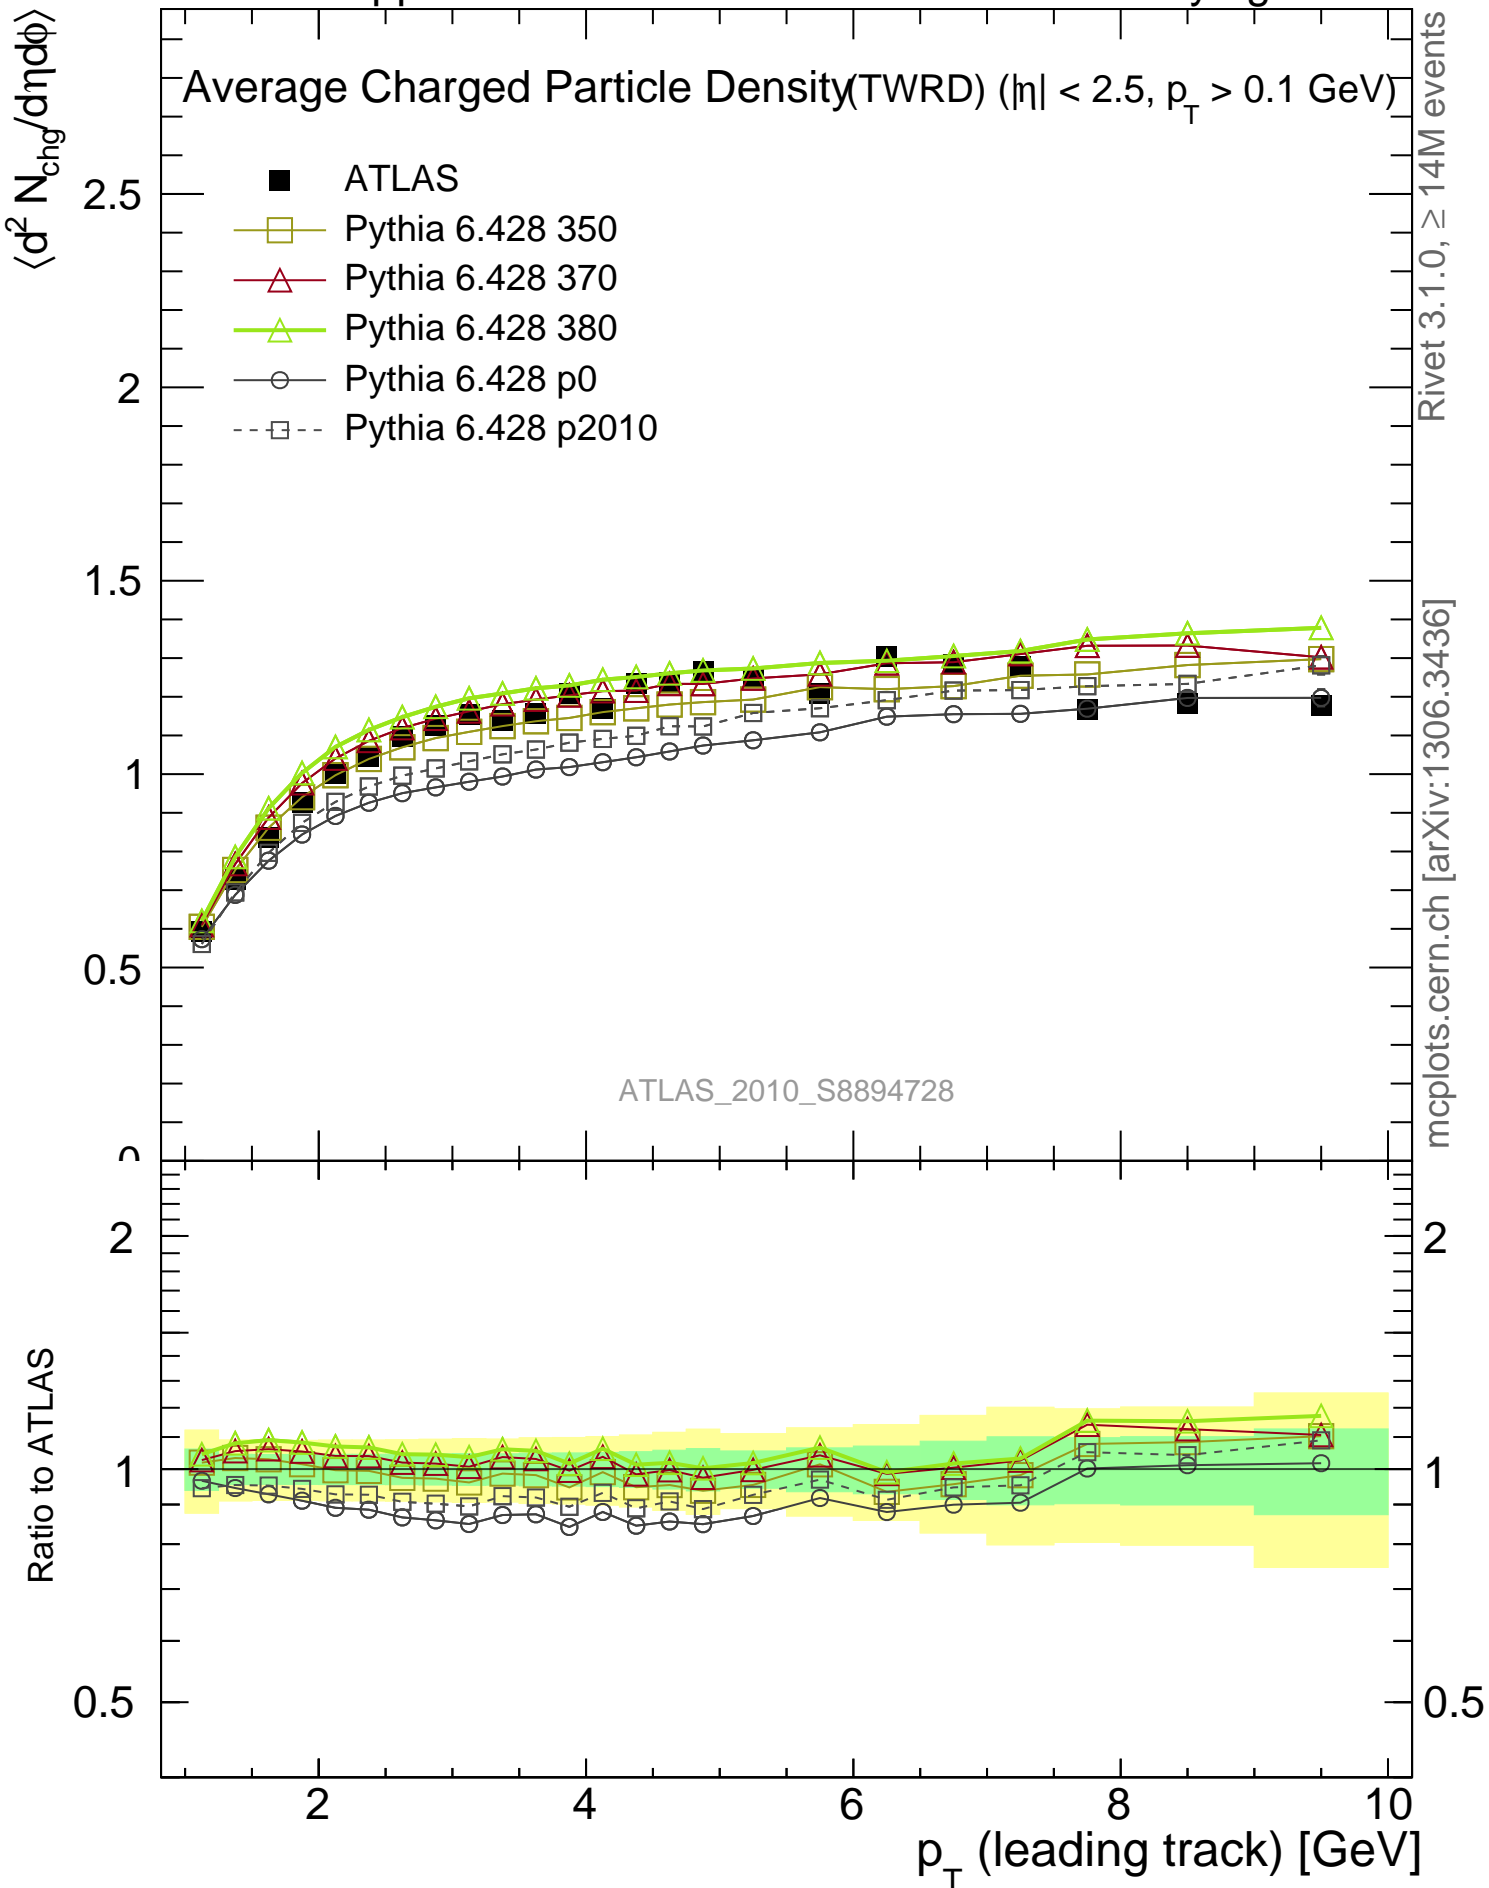 ⟨d² N_chg/dηdϕ⟩
Average Charged Particle Density (TWRD) (|η| < 2.5, p_T > 0.1 GeV)
ATLAS
Pythia 6.428 350
Pythia 6.428 370
Pythia 6.428 380
Pythia 6.428 p0
Pythia 6.428 p2010
2.5
2
1.5
1
0.5
0
ATLAS_2010_S8894728
Rivet 3.1.0, ≥ 14M events
mcplots.cern.ch [arXiv:1306.3436]
Ratio to ATLAS
2
1
0.5
2
1
0.5
2
4
6
8
10
p_T (leading track) [GeV]